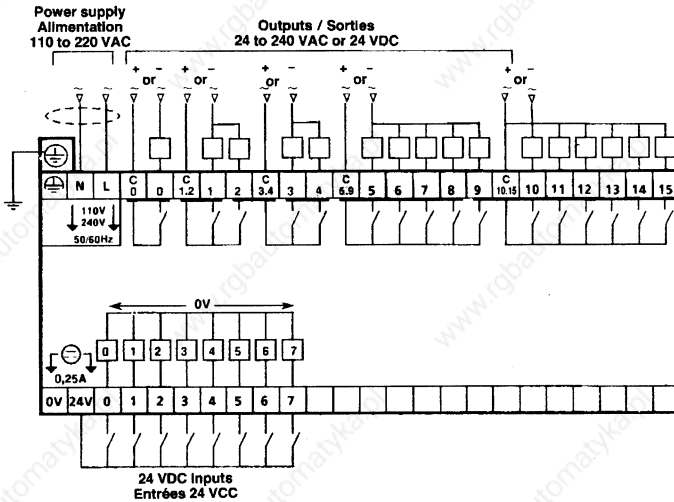 Power supply
Alimentation
110 to 220 VAC
Outputs / Sorties
24 to 240 VAC or 24 VDC
+ or − + or − + or − + or − + or −
~ ~ ~ ~ ~ ~ ~ ~ ~ ~ ~ ~
N L C 0 0 C 1.2 1 2 C 3.4 3 4 C 5.9 5 6 7 8 9 C 10.15 10 11 12 13 14 15
110V
240V
50/60Hz
0V
0 1 2 3 4 5 6 7
0,25A
0V 24V 0 1 2 3 4 5 6 7
24 VDC Inputs
Entrées 24 VCC
www.rgbautomatyka.pl